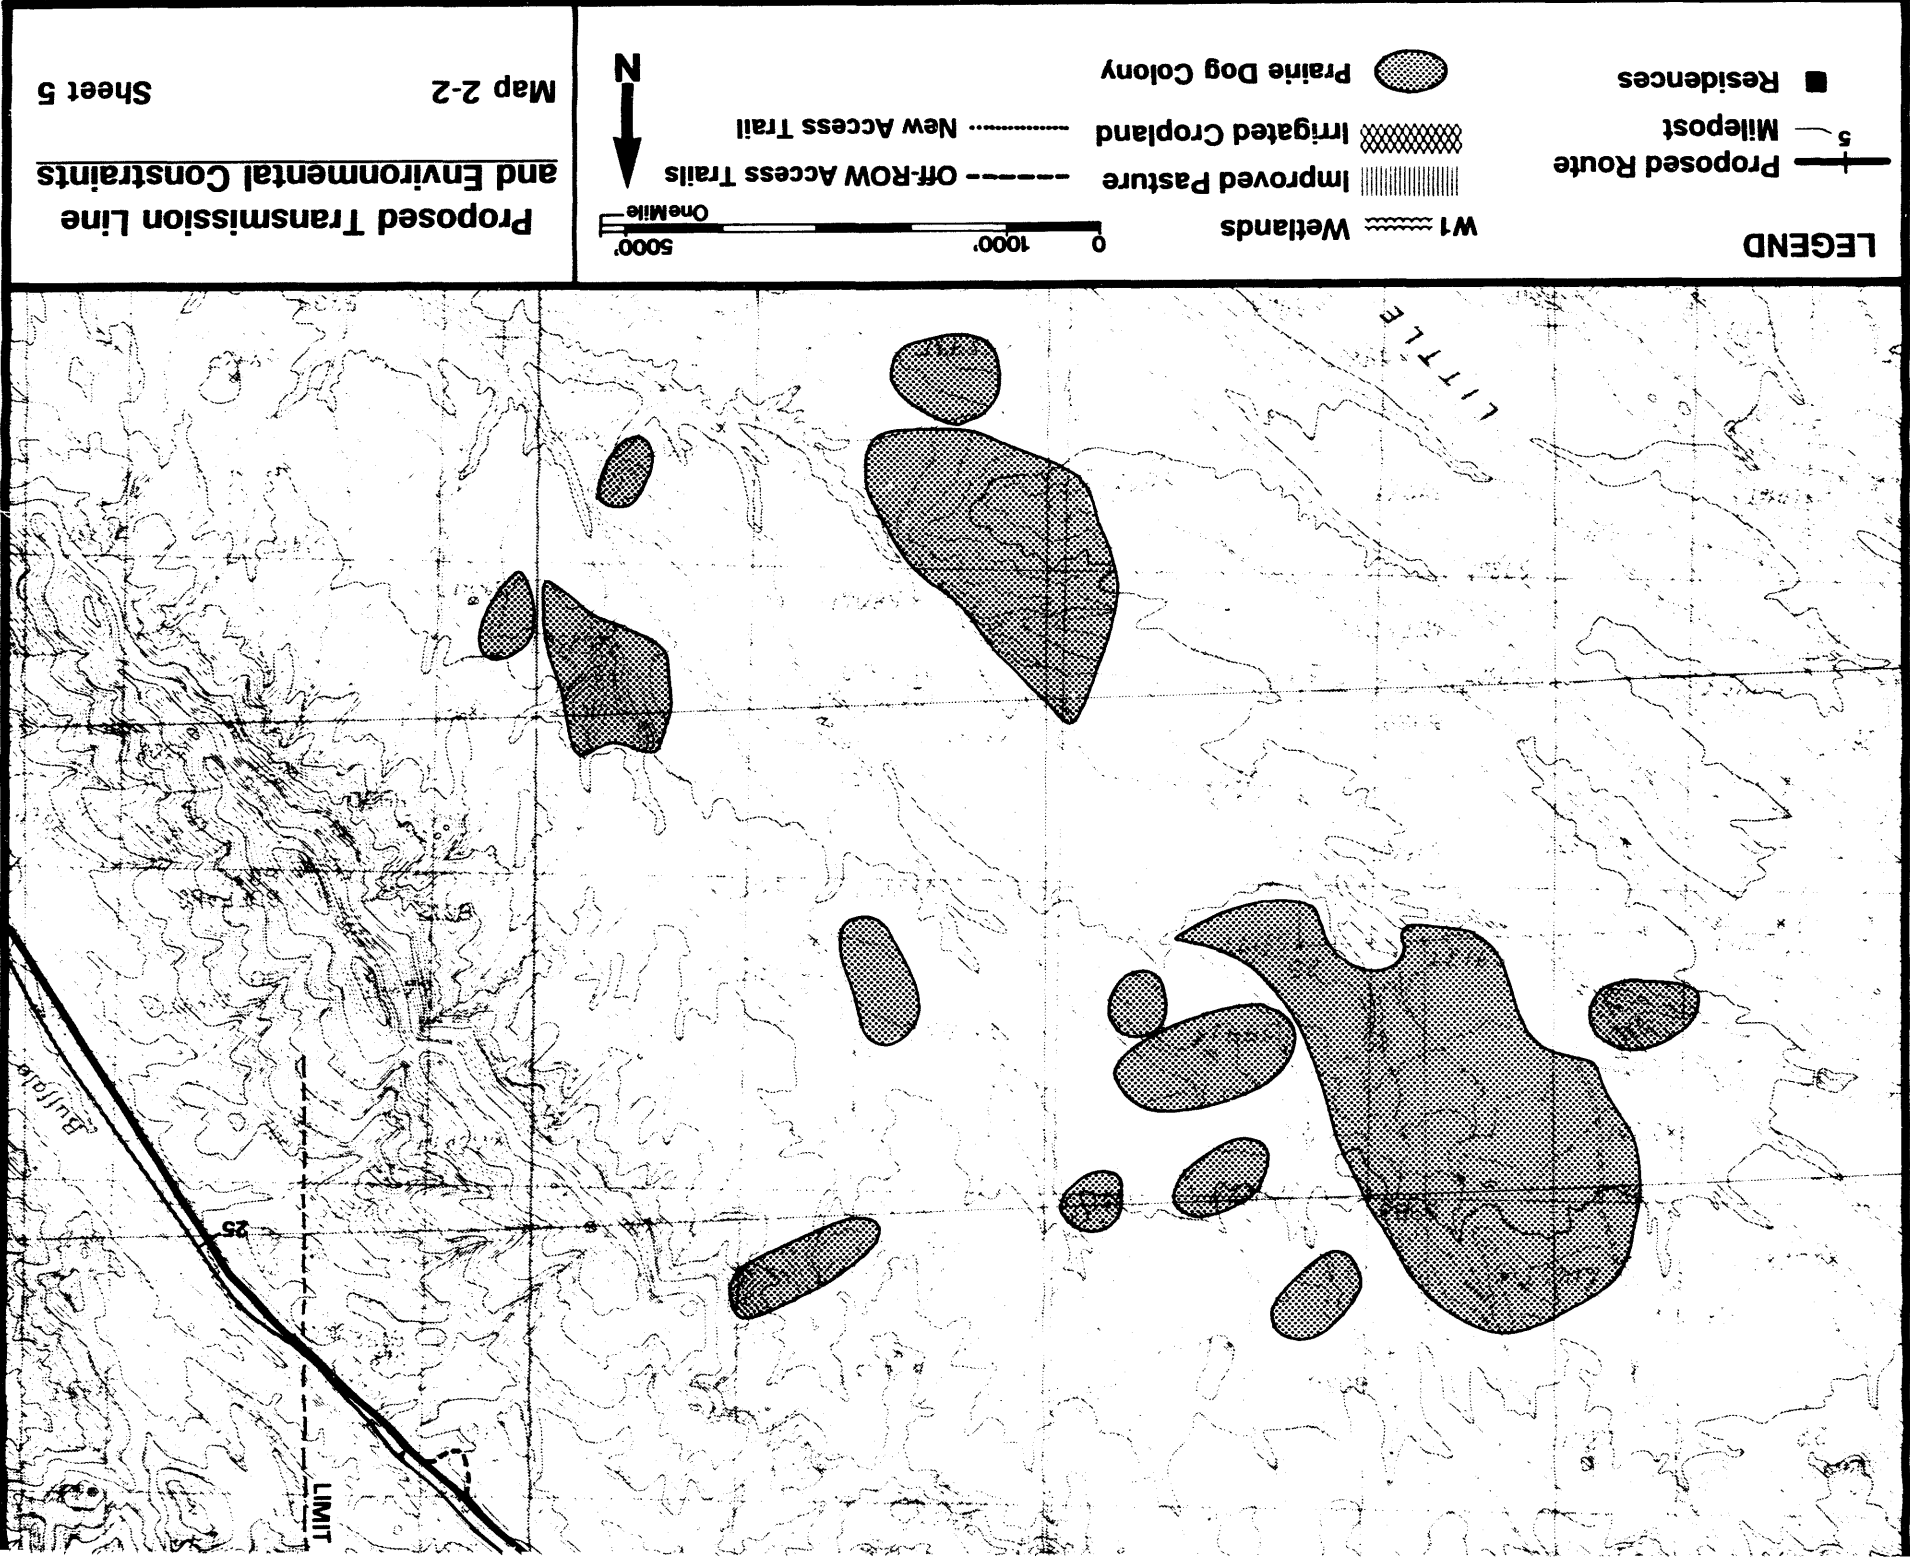 LIMIT
25
Buffalo
LITTLE
LEGEND
Proposed Route
5 Milepost
Residences
W1 Wetlands
Improved Pasture
Irrigated Cropland
Prairie Dog Colony
0 1000' 5000'
One Mile
Off-ROW Access Trails
New Access Trail
N
Proposed Transmission Line
and Environmental Constraints
Map 2-2 Sheet 5